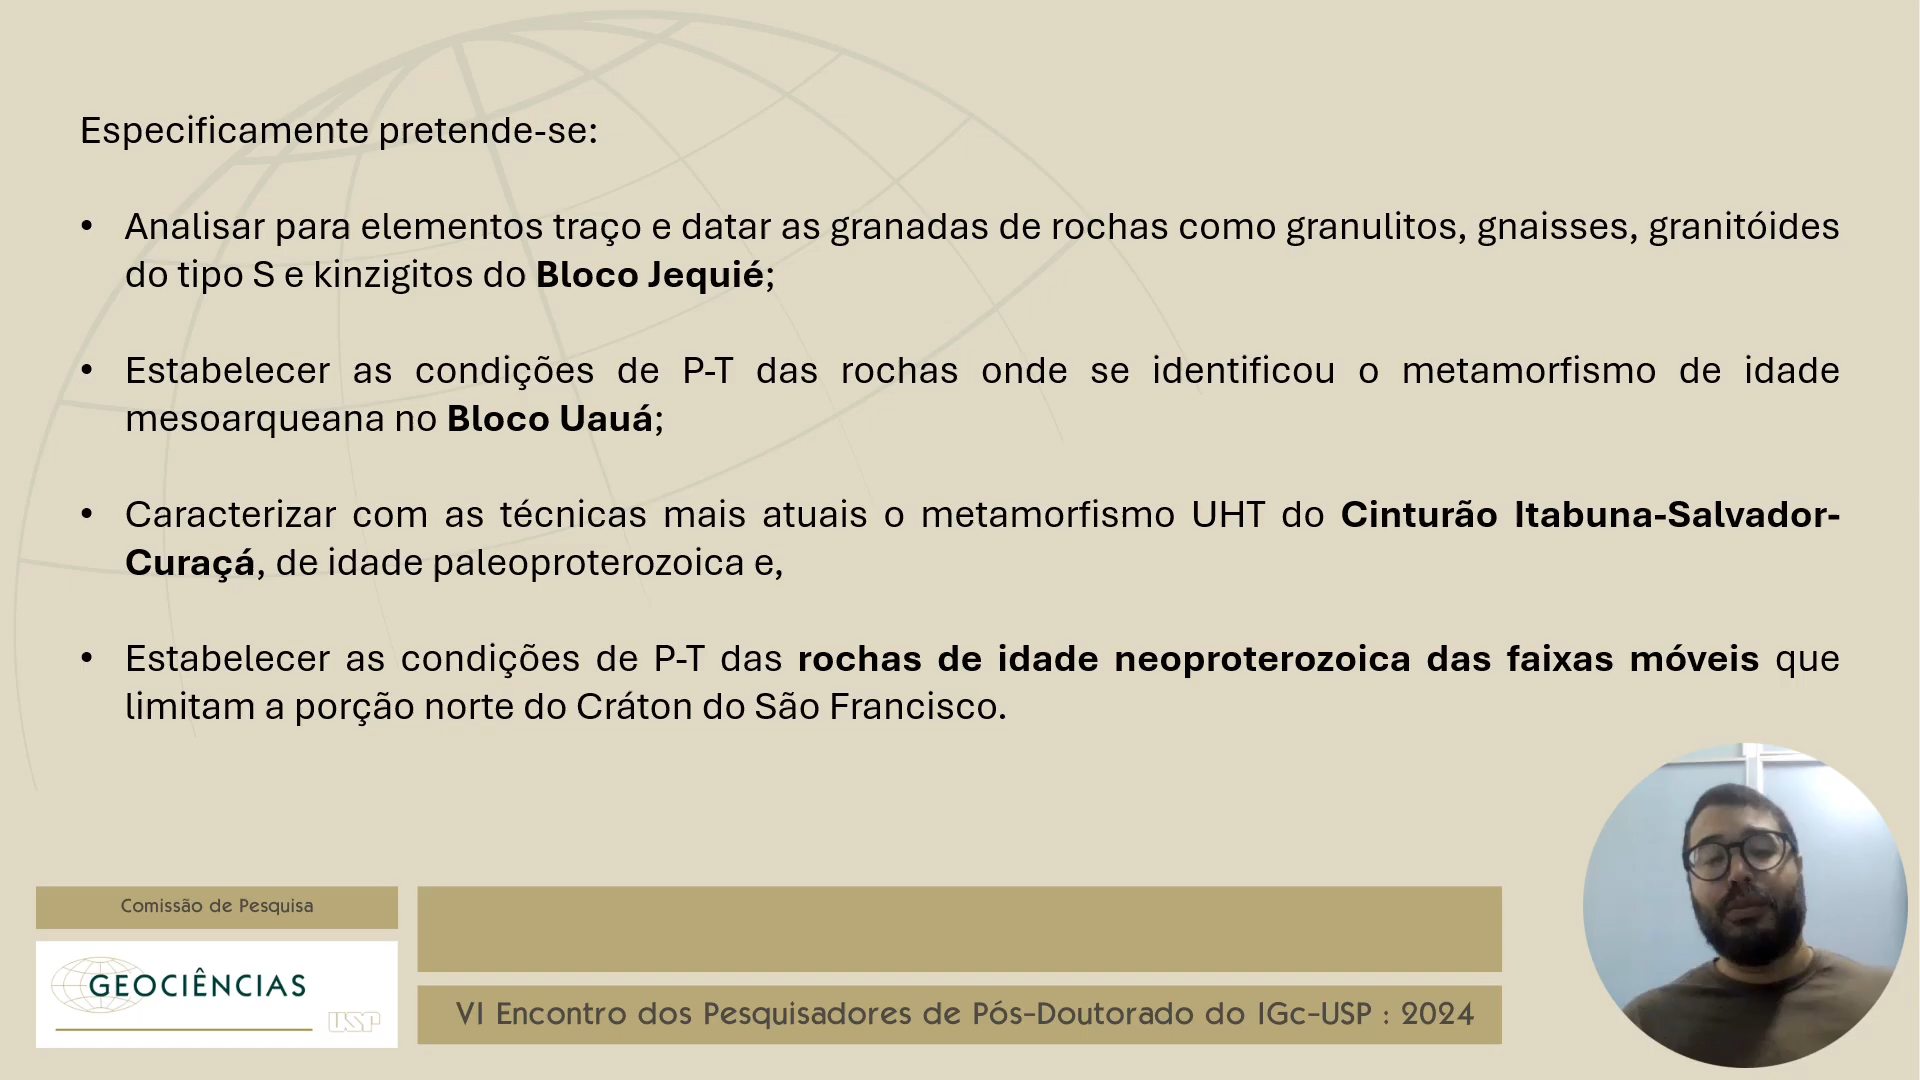 Especificamente pretende-se:
• Analisar para elementos traço e datar as granadas de rochas como granulitos, gnaisses, granitóides
do tipo S e kinzigitos do Bloco Jequié;
• Estabelecer as condições de P-T das rochas onde se identificou o metamorfismo de idade
mesoarqueana no Bloco Uauá;
• Caracterizar com as técnicas mais atuais o metamorfismo UHT do Cinturão Itabuna-Salvador-
Curaçá, de idade paleoproterozoica e,
• Estabelecer as condições de P-T das rochas de idade neoproterozoica das faixas móveis que
limitam a porção norte do Cráton do São Francisco.
Comissão de Pesquisa
GEOCIÊNCIAS
USP
VI Encontro dos Pesquisadores de Pós-Doutorado do IGc-USP : 2024